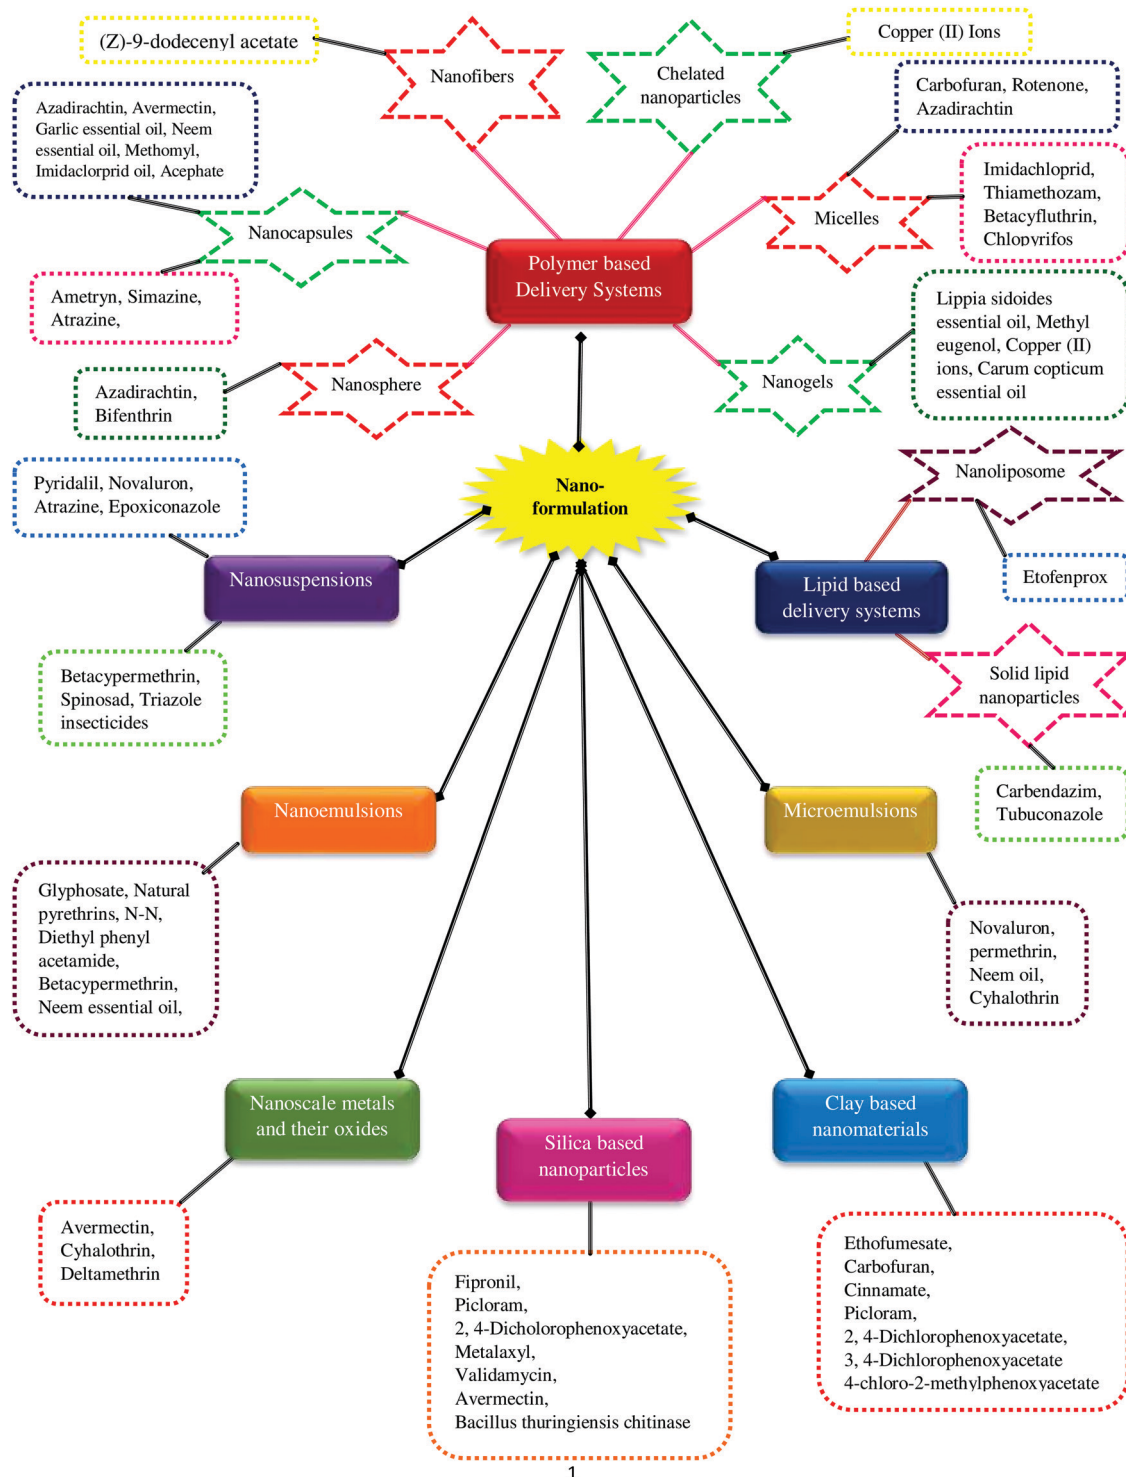 (Z)-9-dodecenyl acetate
Nanofibers
Chelated
nanoparticles
Copper (II) Ions
Azadirachtin, Avermectin,
Garlic essential oil, Neem
essential oil, Methomyl,
Imidaclorprid oil, Acephate
Carbofuran, Rotenone,
Azadirachtin
Nanocapsules
Micelles
Imidachloprid,
Thiamethozam,
Betacyfluthrin,
Chlopyrifos
Polymer based
Delivery Systems
Ametryn, Simazine,
Atrazine,
Lippia sidoides
essential oil, Methyl
eugenol, Copper (II)
ions, Carum copticum
essential oil
Nanosphere
Nanogels
Azadirachtin,
Bifenthrin
Nanoliposome
Pyridalil, Novaluron,
Atrazine, Epoxiconazole
Nano-
formulation
Nanosuspensions
Lipid based
delivery systems
Etofenprox
Betacypermethrin,
Spinosad, Triazole
insecticides
Solid lipid
nanoparticles
Carbendazim,
Tubuconazole
Nanoemulsions
Microemulsions
Glyphosate, Natural
pyrethrins, N-N,
Diethyl phenyl
acetamide,
Betacypermethrin,
Neem essential oil,
Novaluron,
permethrin,
Neem oil,
Cyhalothrin
Nanoscale metals
and their oxides
Silica based
nanoparticles
Clay based
nanomaterials
Avermectin,
Cyhalothrin,
Deltamethrin
Fipronil,
Picloram,
2, 4-Dicholorophenoxyacetate,
Metalaxyl,
Validamycin,
Avermectin,
Bacillus thuringiensis chitinase
Ethofumesate,
Carbofuran,
Cinnamate,
Picloram,
2, 4-Dichlorophenoxyacetate,
3, 4-Dichlorophenoxyacetate
4-chloro-2-methylphenoxyacetate
1